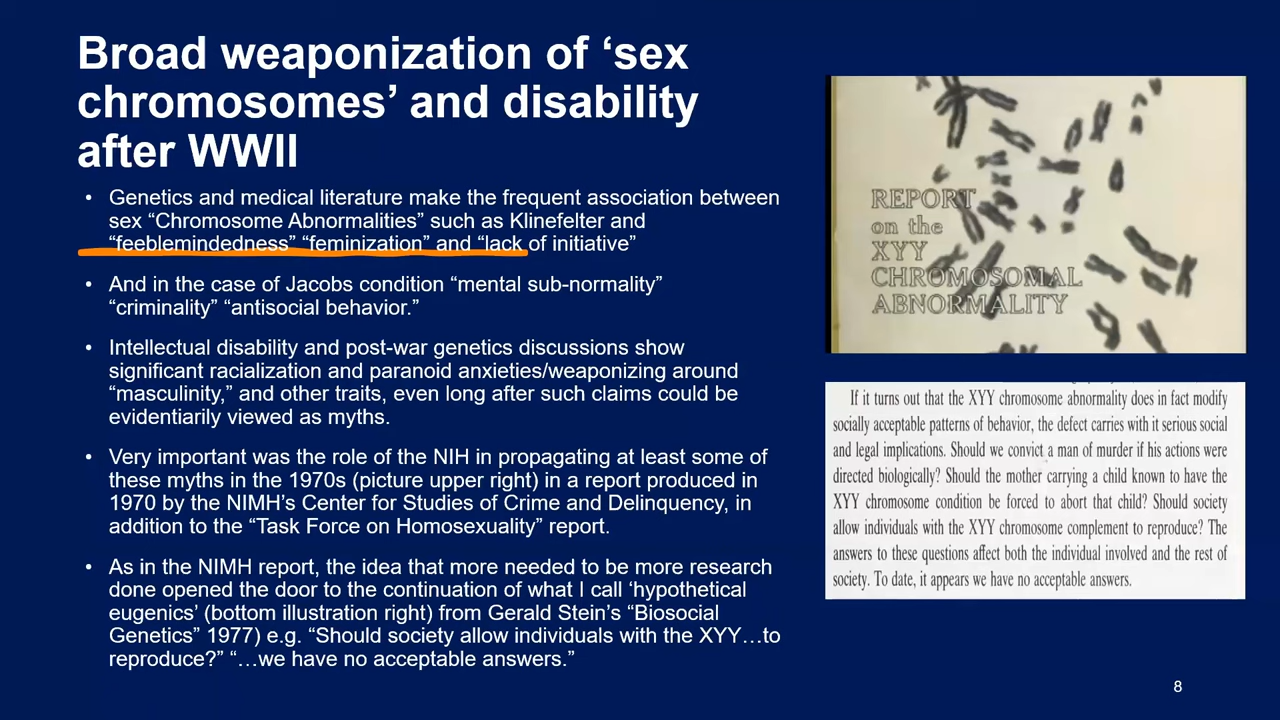 Broad weaponization of ‘sex
chromosomes’ and disability
after WWII
• Genetics and medical literature make the frequent association between
sex “Chromosome Abnormalities” such as Klinefelter and
“feeblemindedness” “feminization” and “lack of initiative”
• And in the case of Jacobs condition “mental sub-normality”
“criminality” “antisocial behavior.”
• Intellectual disability and post-war genetics discussions show
significant racialization and paranoid anxieties/weaponizing around
“masculinity,” and other traits, even long after such claims could be
evidentiarily viewed as myths.
• Very important was the role of the NIH in propagating at least some of
these myths in the 1970s (picture upper right) in a report produced in
1970 by the NIMH’s Center for Studies of Crime and Delinquency, in
addition to the “Task Force on Homosexuality” report.
• As in the NIMH report, the idea that more needed to be more research
done opened the door to the continuation of what I call ‘hypothetical
eugenics’ (bottom illustration right) from Gerald Stein’s “Biosocial
Genetics” 1977) e.g. “Should society allow individuals with the XYY…to
reproduce?” “…we have no acceptable answers.”
REPORT
on the
XYY
CHROMOSOMAL
ABNORMALITY
If it turns out that the XYY chromosome abnormality does in fact modify
socially acceptable patterns of behavior, the defect carries with it serious social
and legal implications. Should we convict a man of murder if his actions were
directed biologically? Should the mother carrying a child known to have the
XYY chromosome condition be forced to abort that child? Should society
allow individuals with the XYY chromosome complement to reproduce? The
answers to these questions affect both the individual involved and the rest of
society. To date, it appears we have no acceptable answers.
8